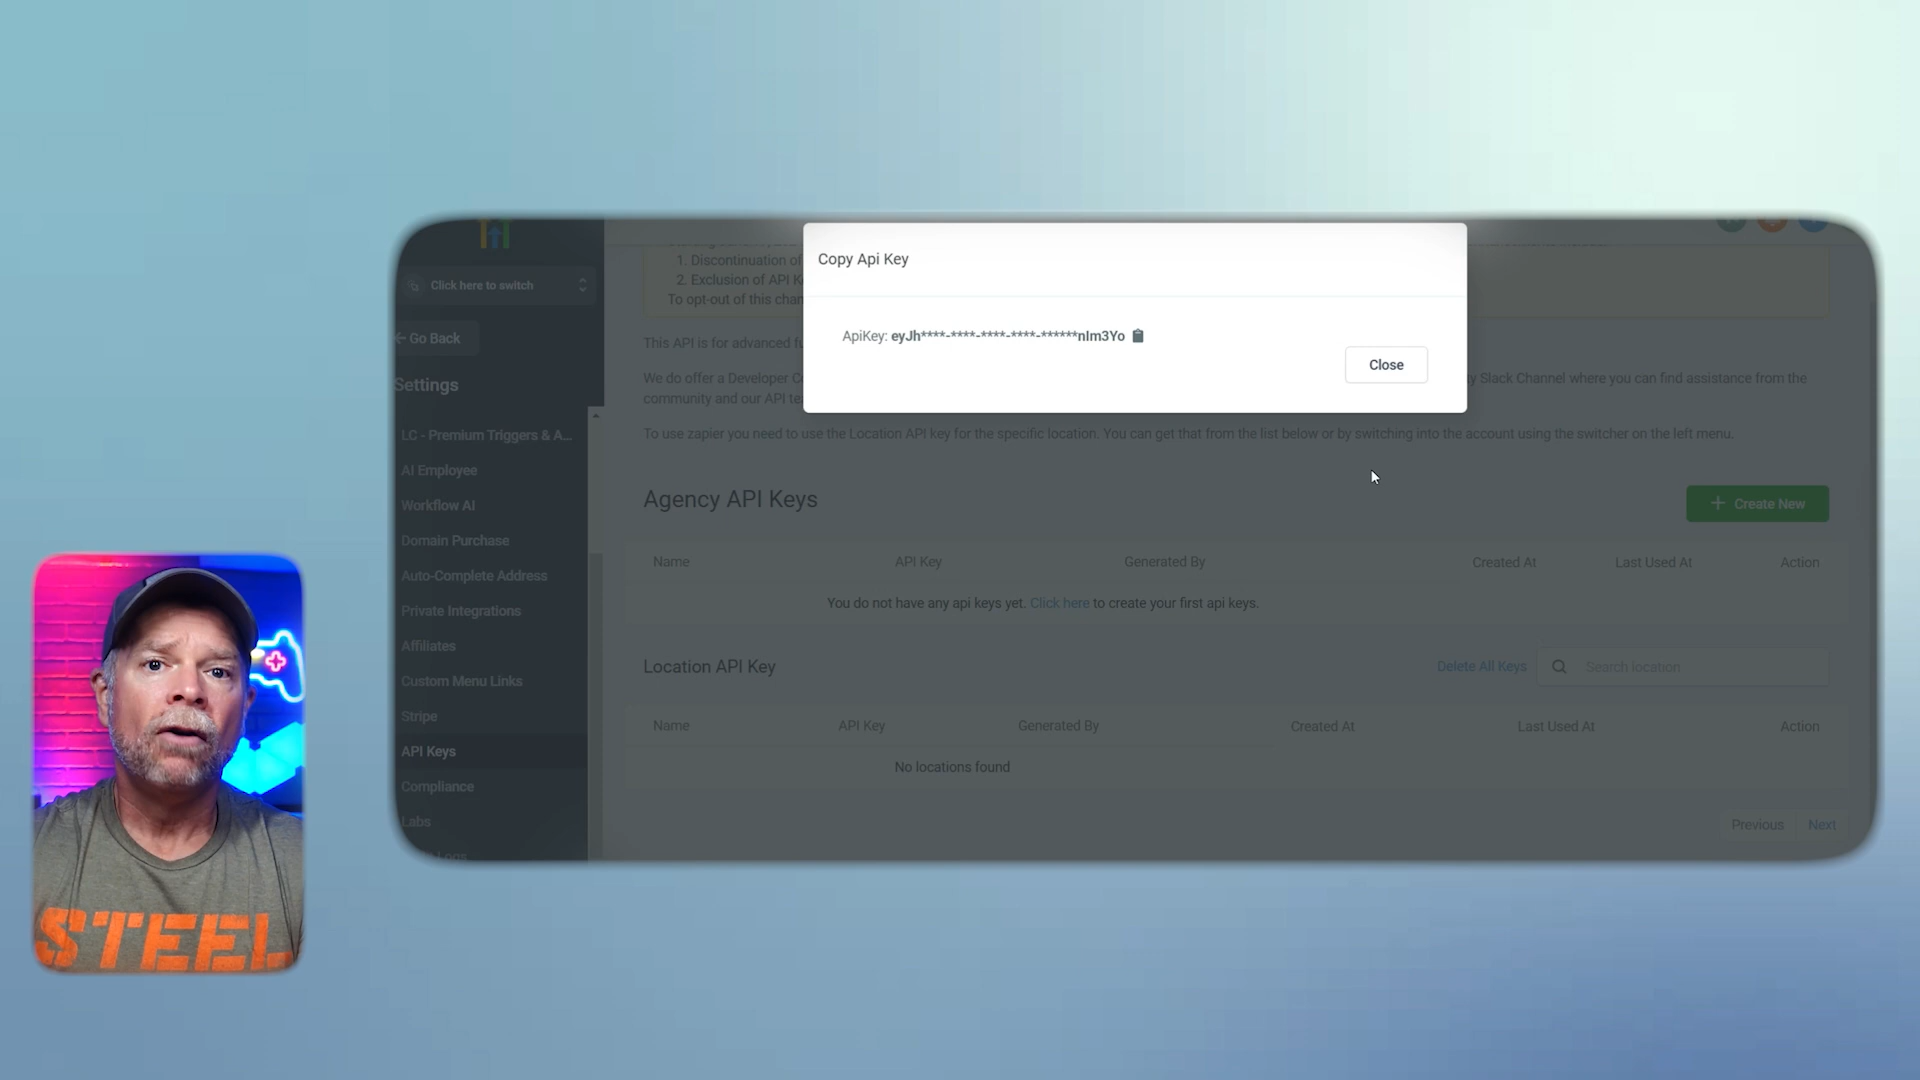 Copy Api Key
ApiKey: eyJh****-****-****-****-******nIm3Yo
Close
Click here to switch
Go Back
Settings
LC - Premium Triggers & A...
AI Employee
Workflow AI
Domain Purchase
Auto-Complete Address
Private Integrations
Affiliates
Custom Menu Links
Stripe
API Keys
Compliance
Labs
Logs
1. Discontinuation of
2. Exclusion of API K
To opt-out of this chan
This API is for advanced fu
We do offer a Developer Co
y Slack Channel where you can find assistance from the
community and our API te
To use zapier you need to use the Location API key for the specific location. You can get that from the list below or by switching into the account using the switcher on the left menu.
Agency API Keys
+ Create New
Name API Key Generated By Created At Last Used At Action
You do not have any api keys yet. Click here to create your first api keys.
Location API Key
Delete All Keys
Search location
Name API Key Generated By Created At Last Used At Action
No locations found
Previous Next
STEEL